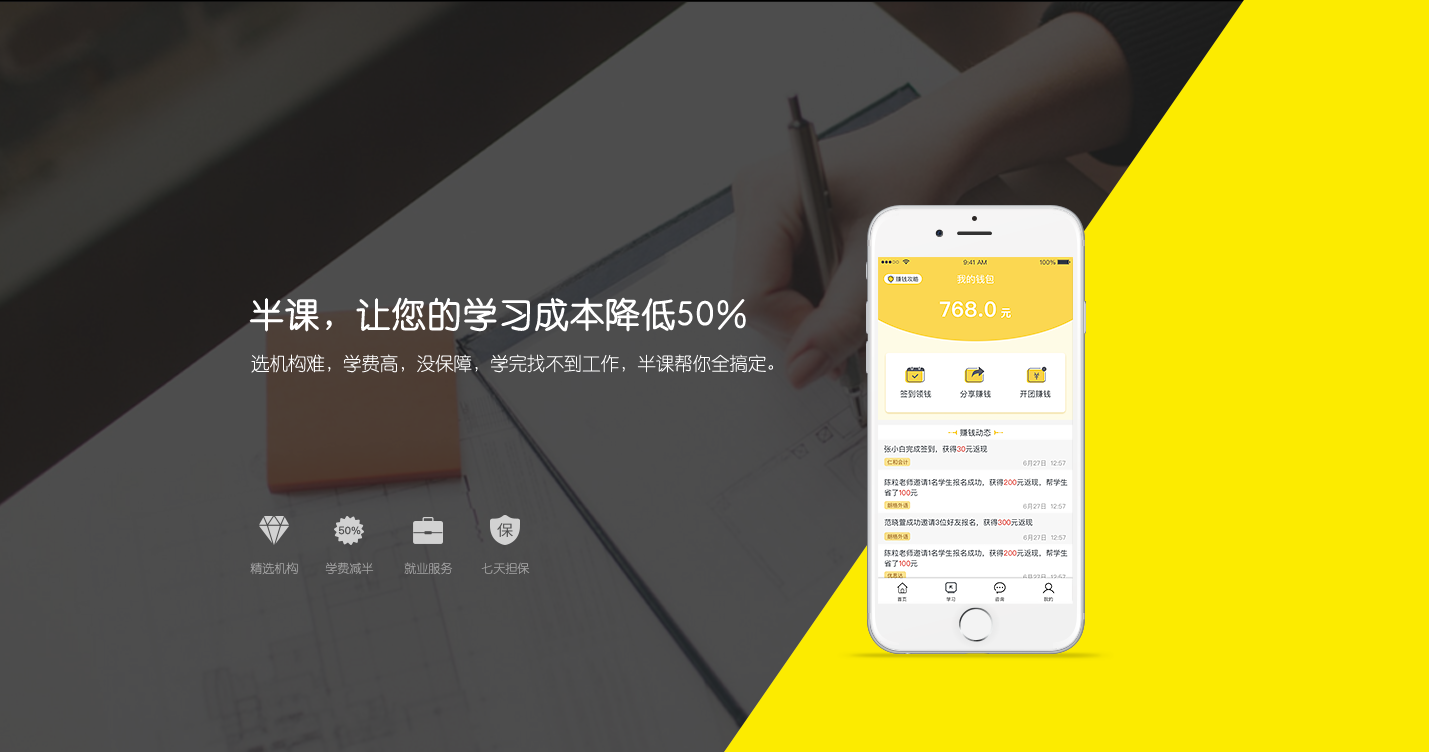 半课，让您的学习成本降低50%
选机构难，学费高，没保障，学完找不到工作，半课帮你全搞定。
50%
保
精选机构
学费减半
就业服务
七天担保
9:41 AM
100%
赚钱攻略
我的钱包
768.0 元
签到领钱
分享赚钱
开团赚钱
赚钱动态
张小白完成签到，获得30元返现
仁和会计
6月27日 12:57
陈粒老师邀请1名学生报名成功，获得200元返现，帮学生
省了100元
朗格外语
6月27日 12:57
范晓萱成功邀请3位好友报名，获得300元返现
朗格外语
6月27日 12:57
陈粒老师邀请1名学生报名成功，获得200元返现，帮学生
省了100元
优思达
6月27日 12:57
首页
学习
咨询
我的